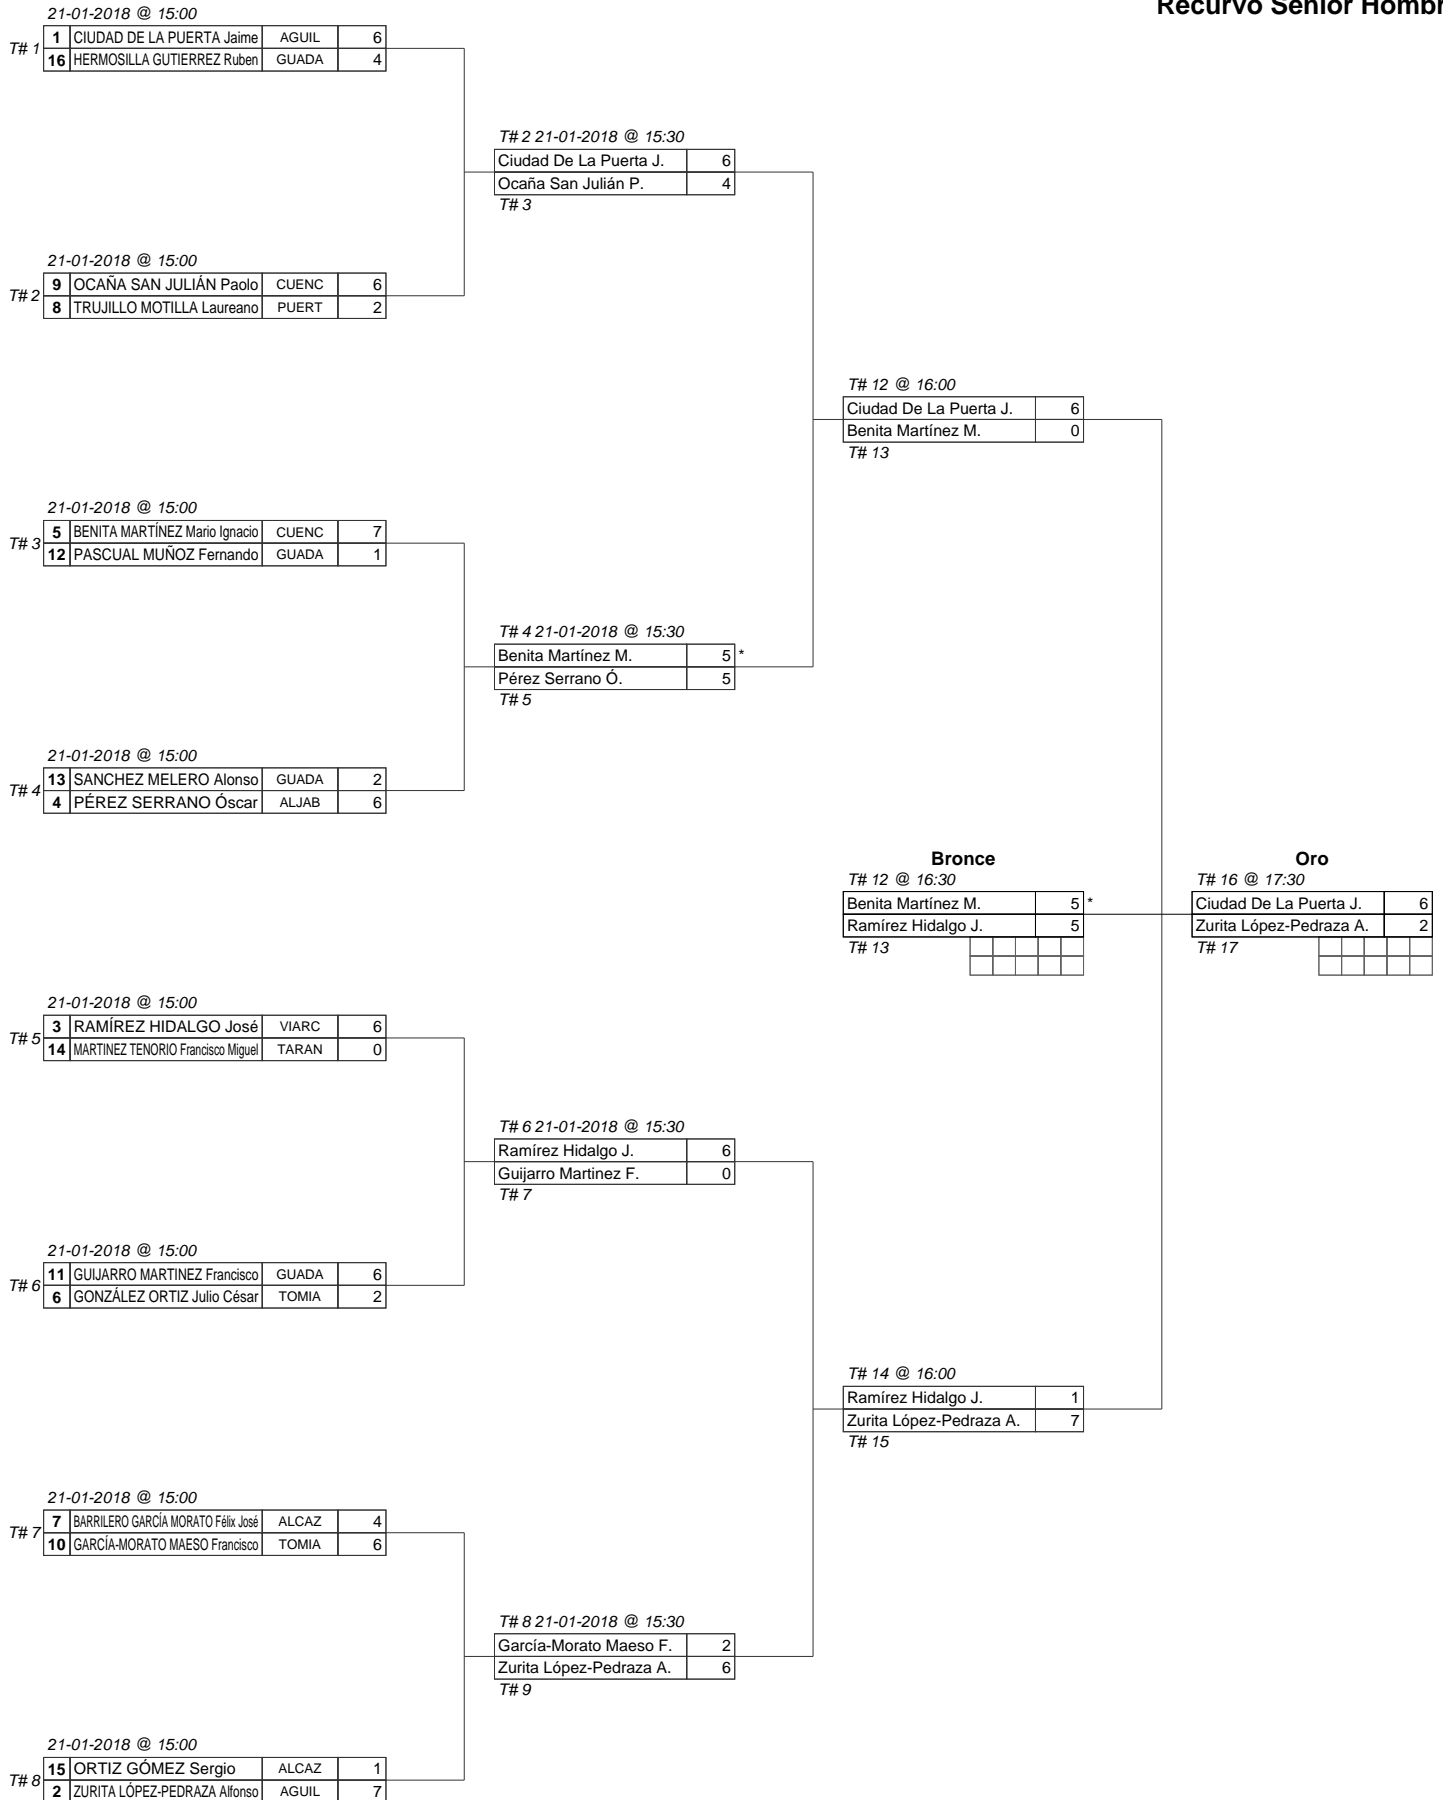 Recurvo Senior Hombr
21-01-2018 @ 15:00
T# 1
1 CIUDAD DE LA PUERTA Jaime AGUIL 6
16 HERMOSILLA GUTIERREZ Ruben GUADA 4
T# 2 21-01-2018 @ 15:30
Ciudad De La Puerta J. 6
Ocaña San Julián P. 4
T# 3
21-01-2018 @ 15:00
T# 2
9 OCAÑA SAN JULIÁN Paolo CUENC 6
8 TRUJILLO MOTILLA Laureano PUERT 2
T# 12 @ 16:00
Ciudad De La Puerta J. 6
Benita Martínez M. 0
T# 13
21-01-2018 @ 15:00
T# 3
5 BENITA MARTÍNEZ Mario Ignacio CUENC 7
12 PASCUAL MUÑOZ Fernando GUADA 1
T# 4 21-01-2018 @ 15:30
Benita Martínez M. 5 *
Pérez Serrano Ó. 5
T# 5
21-01-2018 @ 15:00
T# 4
13 SANCHEZ MELERO Alonso GUADA 2
4 PÉREZ SERRANO Óscar ALJAB 6
Bronce
T# 12 @ 16:30
Benita Martínez M. 5 *
Ramírez Hidalgo J. 5
T# 13
Oro
T# 16 @ 17:30
Ciudad De La Puerta J. 6
Zurita López-Pedraza A. 2
T# 17
21-01-2018 @ 15:00
T# 5
3 RAMÍREZ HIDALGO José VIARC 6
14 MARTINEZ TENORIO Francisco Miguel TARAN 0
T# 6 21-01-2018 @ 15:30
Ramírez Hidalgo J. 6
Guijarro Martinez F. 0
T# 7
21-01-2018 @ 15:00
T# 6
11 GUIJARRO MARTINEZ Francisco GUADA 6
6 GONZÁLEZ ORTIZ Julio César TOMIA 2
T# 14 @ 16:00
Ramírez Hidalgo J. 1
Zurita López-Pedraza A. 7
T# 15
21-01-2018 @ 15:00
T# 7
7 BARRILERO GARCÍA MORATO Félix José ALCAZ 4
10 GARCÍA-MORATO MAESO Francisco TOMIA 6
T# 8 21-01-2018 @ 15:30
García-Morato Maeso F. 2
Zurita López-Pedraza A. 6
T# 9
21-01-2018 @ 15:00
T# 8
15 ORTIZ GÓMEZ Sergio ALCAZ 1
2 ZURITA LÓPEZ-PEDRAZA Alfonso AGUIL 7